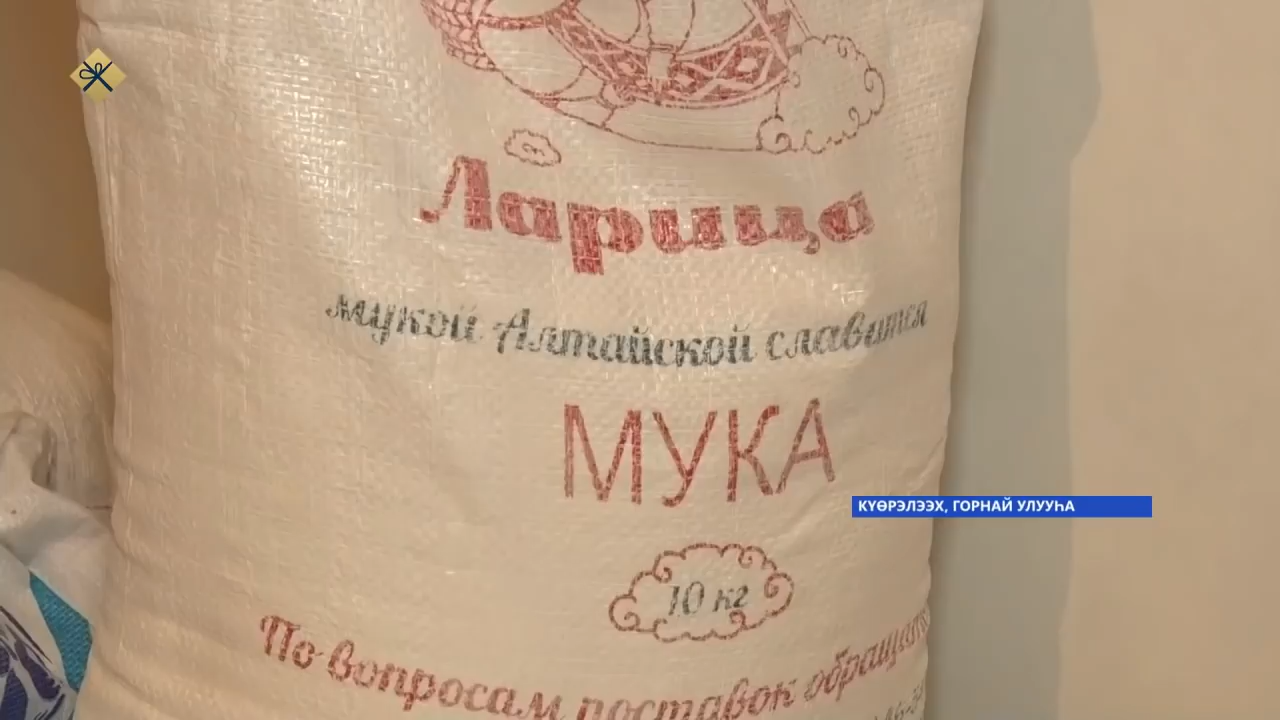 Ларица
мукой Алтайской славится
МУКА
10 кг
По вопросам поставок
КҮӨРЭЛЭЭХ, ГОРНАЙ УЛУУҺА